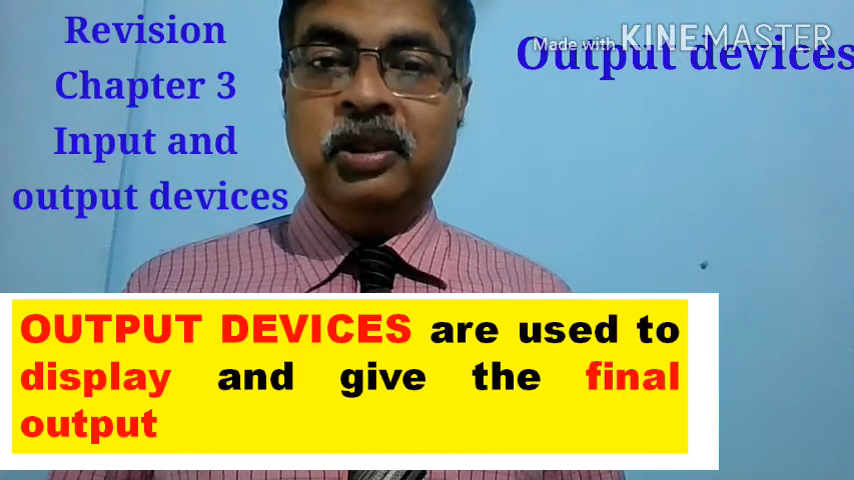 Revision
Chapter 3
Input and
output devices
Made with KINEMASTER
Output devices
OUTPUT DEVICES are used to
display and give the final
output